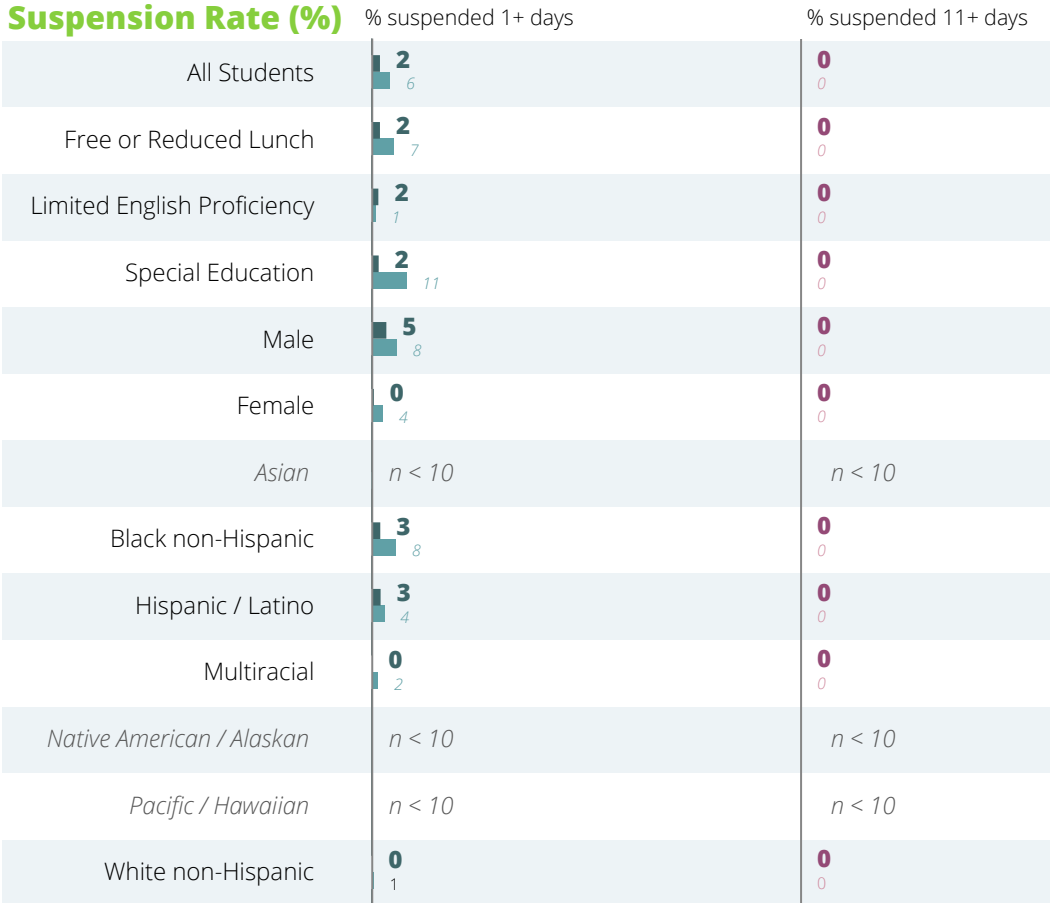 Suspension Rate (%) % suspended 1+ days % suspended 11+ days
All Students 2 0
6 0
Free or Reduced Lunch 2 0
7 0
Limited English Proficiency 2 0
1 0
Special Education 2 0
11 0
Male 5 0
8 0
Female 0 0
4 0
Asian n < 10 n < 10
Black non-Hispanic 3 0
8 0
Hispanic / Latino 3 0
4 0
Multiracial 0 0
2 0
Native American / Alaskan n < 10 n < 10
Pacific / Hawaiian n < 10 n < 10
White non-Hispanic 0 0
1 0